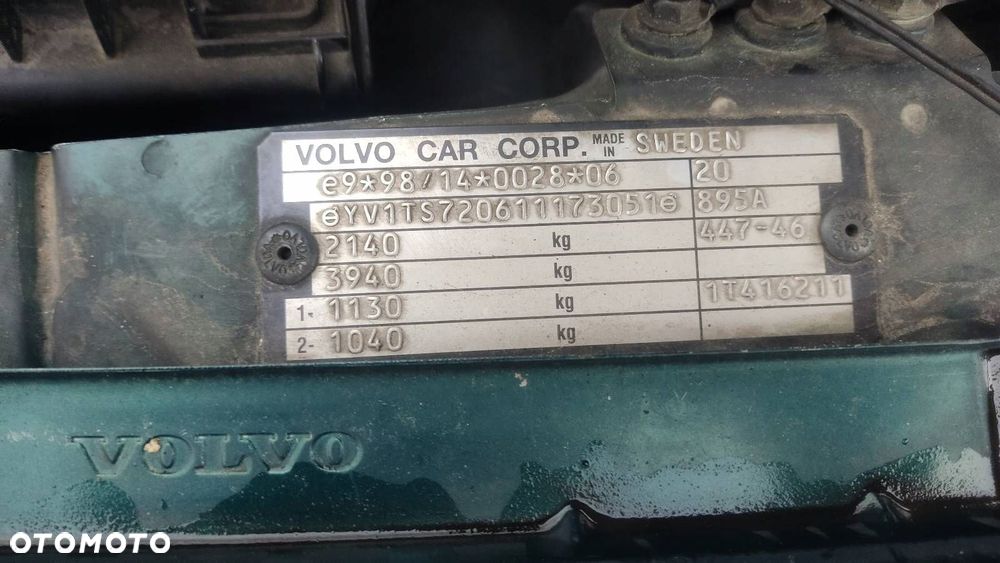 VOLVO CAR CORP. MADE IN SWEDEN
e9*98/14*0028*06 20
YV1TS720611173051 895A
2140 kg 447-46
3940 kg
1- 1130 kg 1T416211
2- 1040 kg
VOLVO
OTOMOTO